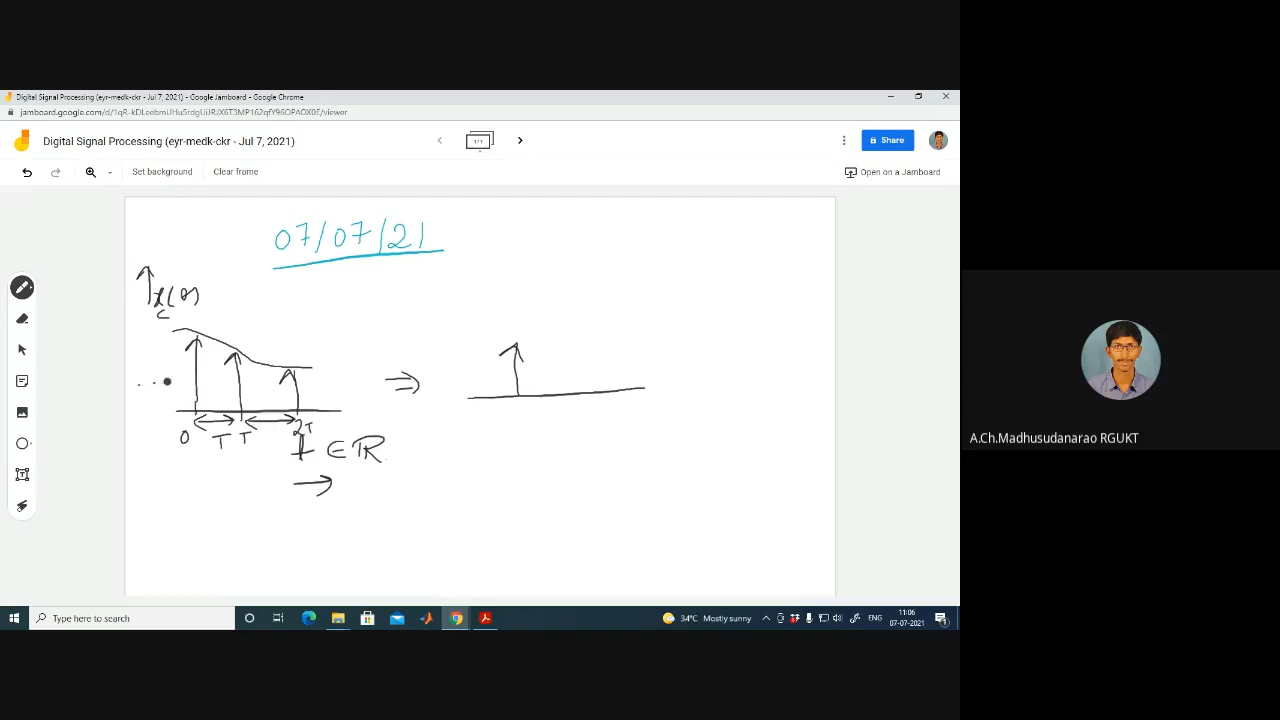 Digital Signal Processing (eyr-medk-ckr - Jul 7, 2021) - Google Jamboard - Google Chrome
Digital Signal Processing (eyr-medk-ckr - Jul 7, 2021)
1/1
Share
Set background
Clear frame
Open on a Jamboard
07/07/21
0 T T 2T
t ∈ ℝ
A.Ch.Madhusudanarao RGUKT
Type here to search
34°C Mostly sunny
ENG
11:06
07-07-2021